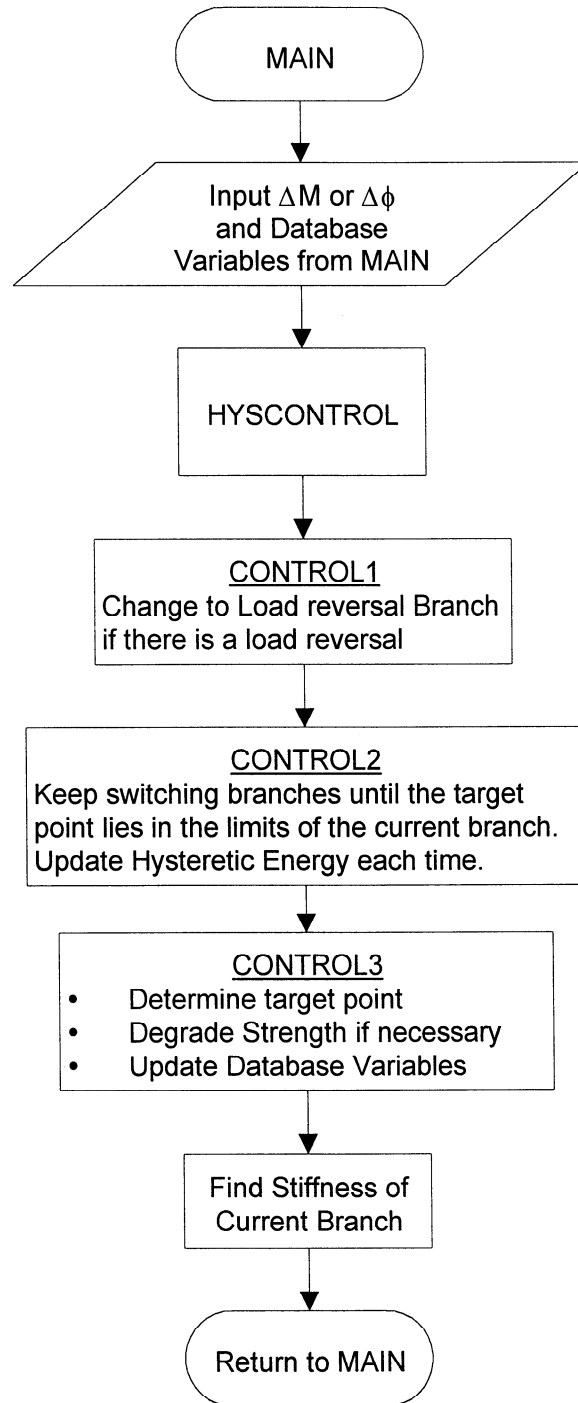 MAIN
Input ΔM or Δϕ
and Database
Variables from MAIN
HYSCONTROL
CONTROL1
Change to Load reversal Branch
if there is a load reversal
CONTROL2
Keep switching branches until the target
point lies in the limits of the current branch.
Update Hysteretic Energy each time.
CONTROL3
• Determine target point
• Degrade Strength if necessary
• Update Database Variables
Find Stiffness of
Current Branch
Return to MAIN